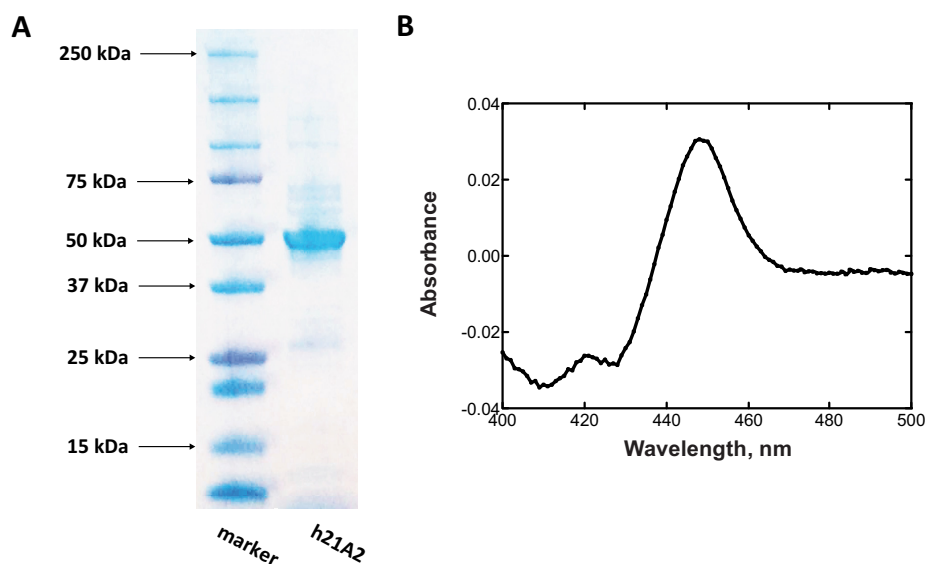 A
250 kDa
75 kDa
50 kDa
37 kDa
25 kDa
15 kDa
marker
h21A2
B
0.04
0.02
0.00
-0.02
-0.04
400
420
440
460
480
500
Absorbance
Wavelength, nm